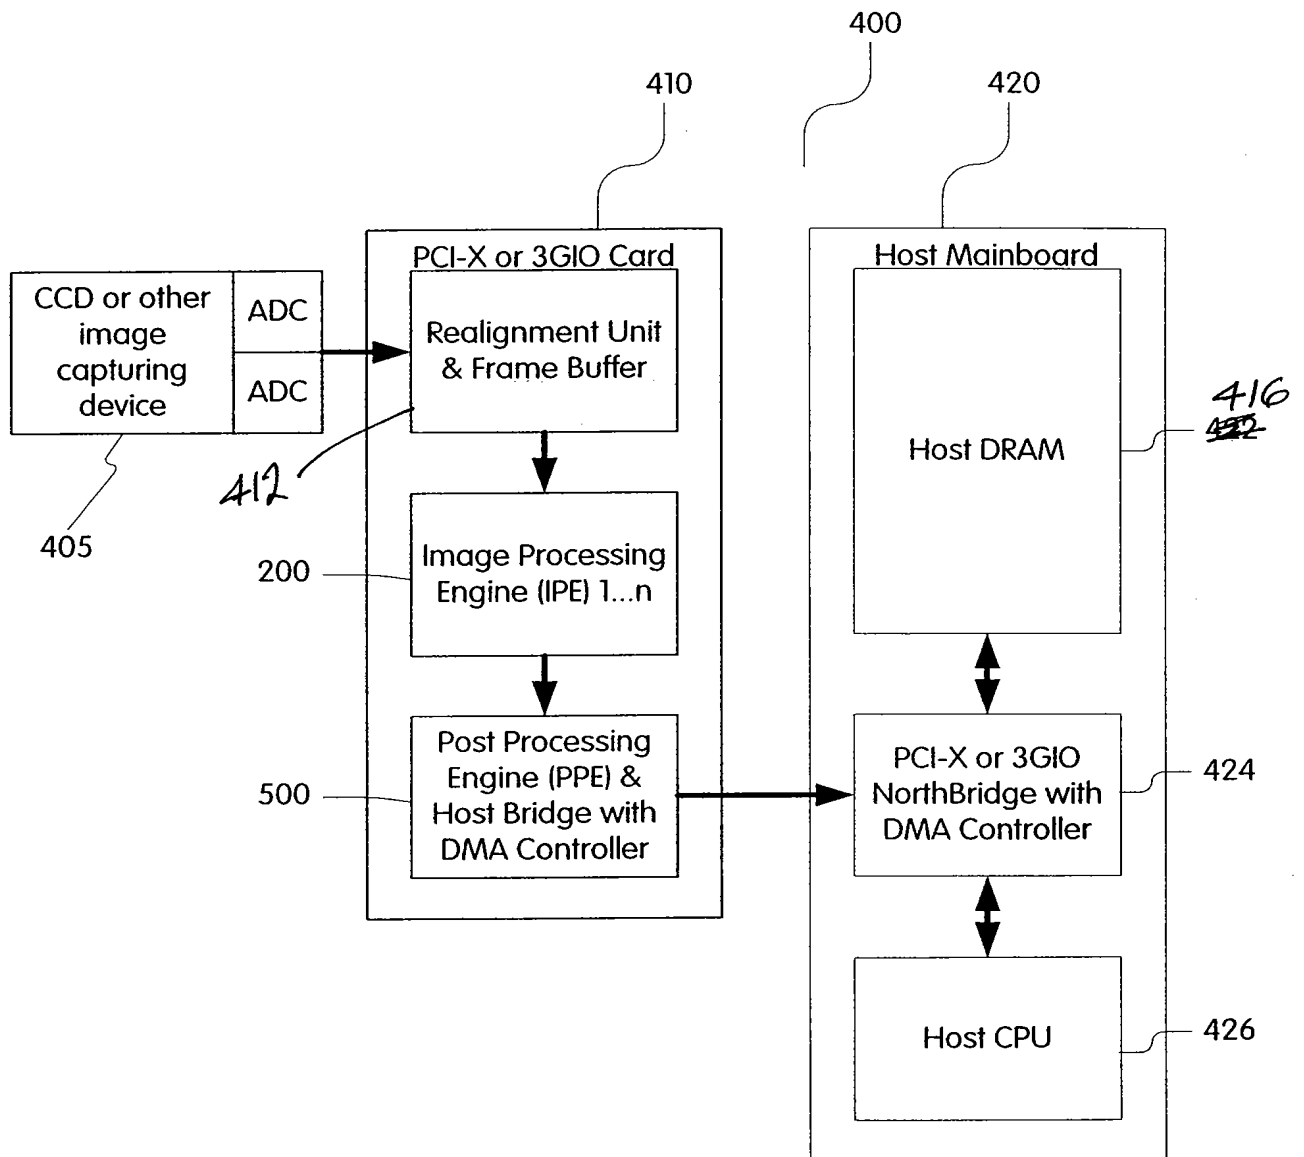 400
410
420
PCI-X or 3GIO Card
Host Mainboard
CCD or other
image
capturing
device
ADC
ADC
Realignment Unit
& Frame Buffer
Host DRAM
416
422
412
405
200
Image Processing
Engine (IPE) 1...n
500
Post Processing
Engine (PPE) &
Host Bridge with
DMA Controller
PCI-X or 3GIO
NorthBridge with
DMA Controller
424
Host CPU
426